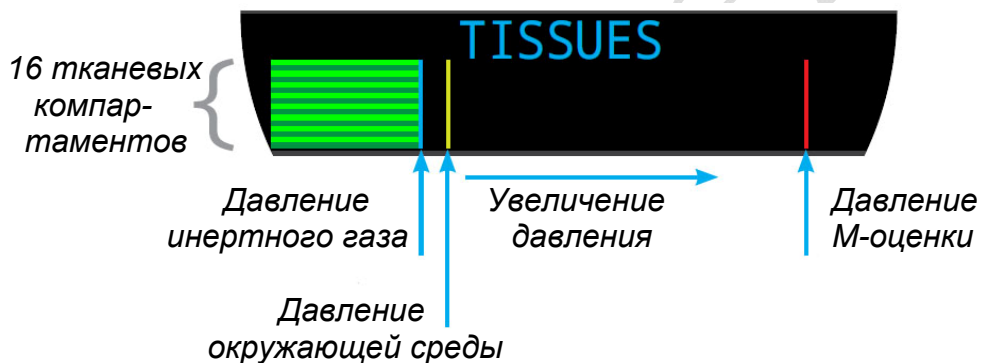 TISSUES
16 тканевых
компар-
таментов
Давление
инертного газа
Увеличение
давления
Давление
М-оценки
Давление
окружающей среды